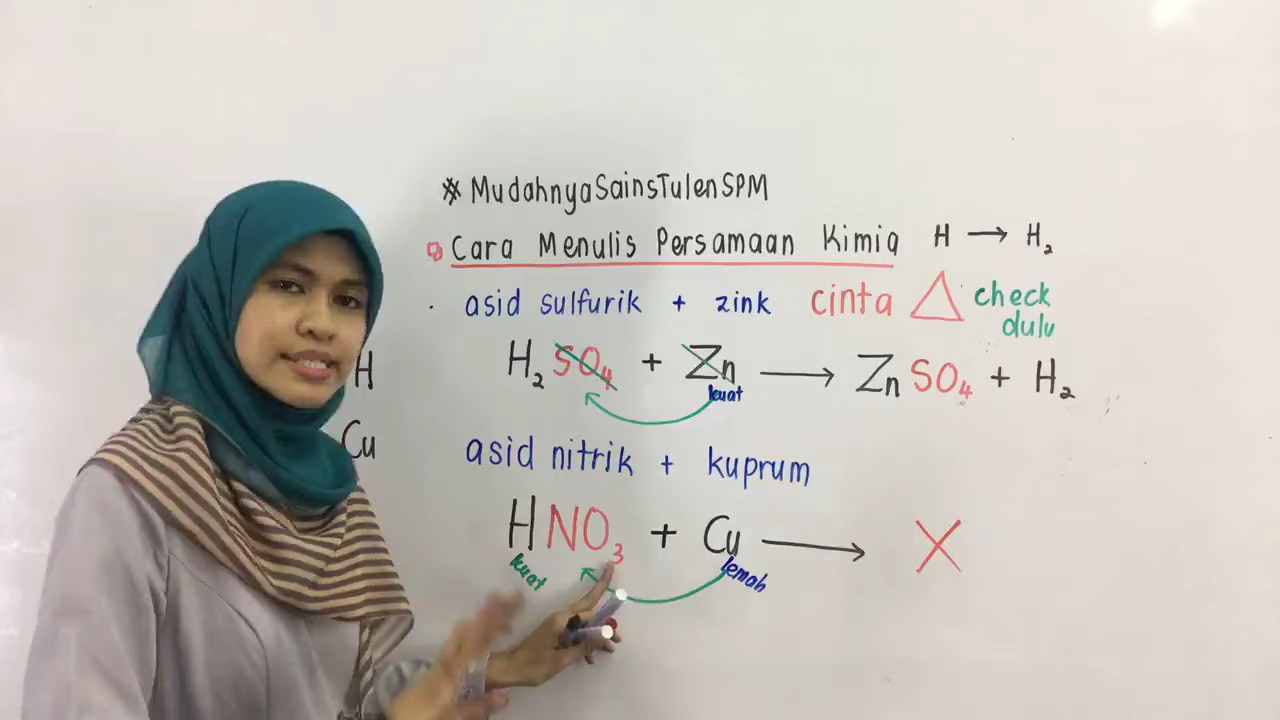 * MudahnyaSainsTulenSPM
Cara Menulis Persamaan Kimia H → H₂
· asid sulfurik + zink cinta △ check dulu
H₂SO₄ + Zn → ZnSO₄ + H₂
kuat
H
Cu
asid nitrik + kuprum
HNO₃ + Cu → X
kuat lemah